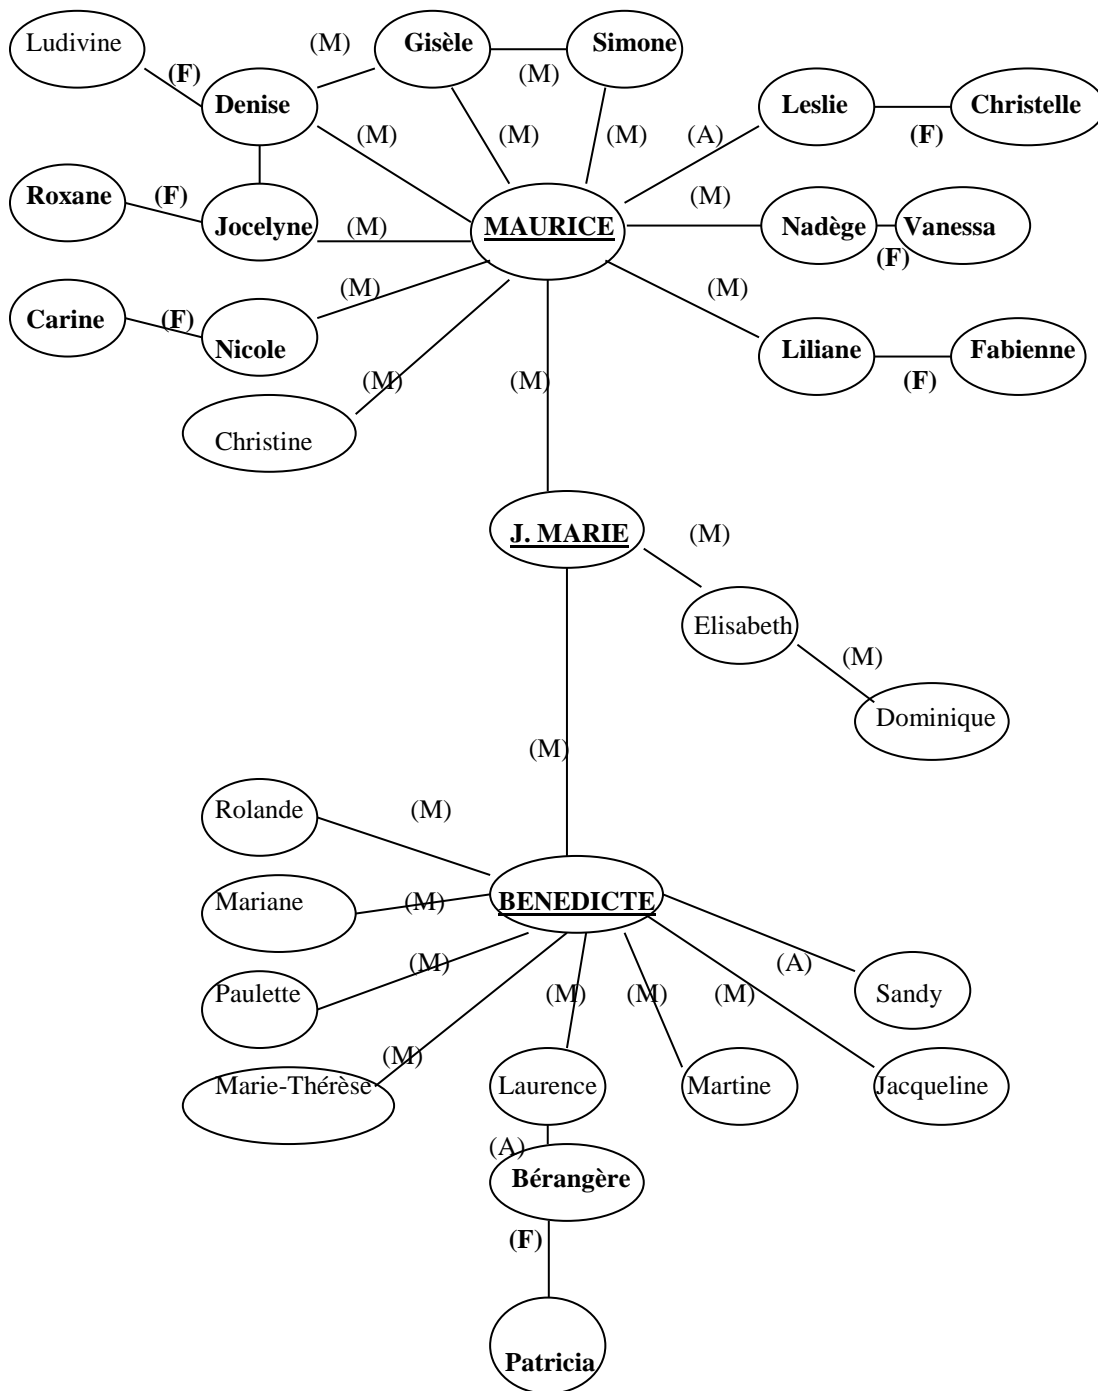 Ludivine
(M)
Gisèle
Simone
(F)
(M)
Denise
Leslie
Christelle
(M)
(M)
(M)
(A)
(F)
Roxane
(F)
(M)
Jocelyne
(M)
MAURICE
Nadège
Vanessa
(F)
Carine
(F)
(M)
(M)
Nicole
Liliane
Fabienne
(M)
(M)
(F)
Christine
J. MARIE
(M)
Elisabeth
(M)
Dominique
(M)
Rolande
(M)
Mariane
(M)
BENEDICTE
Paulette
(M)
(M)
(M)
(M)
(A)
Sandy
(M)
Marie-Thérèse
Laurence
Martine
Jacqueline
(A)
Bérangère
(F)
Patricia